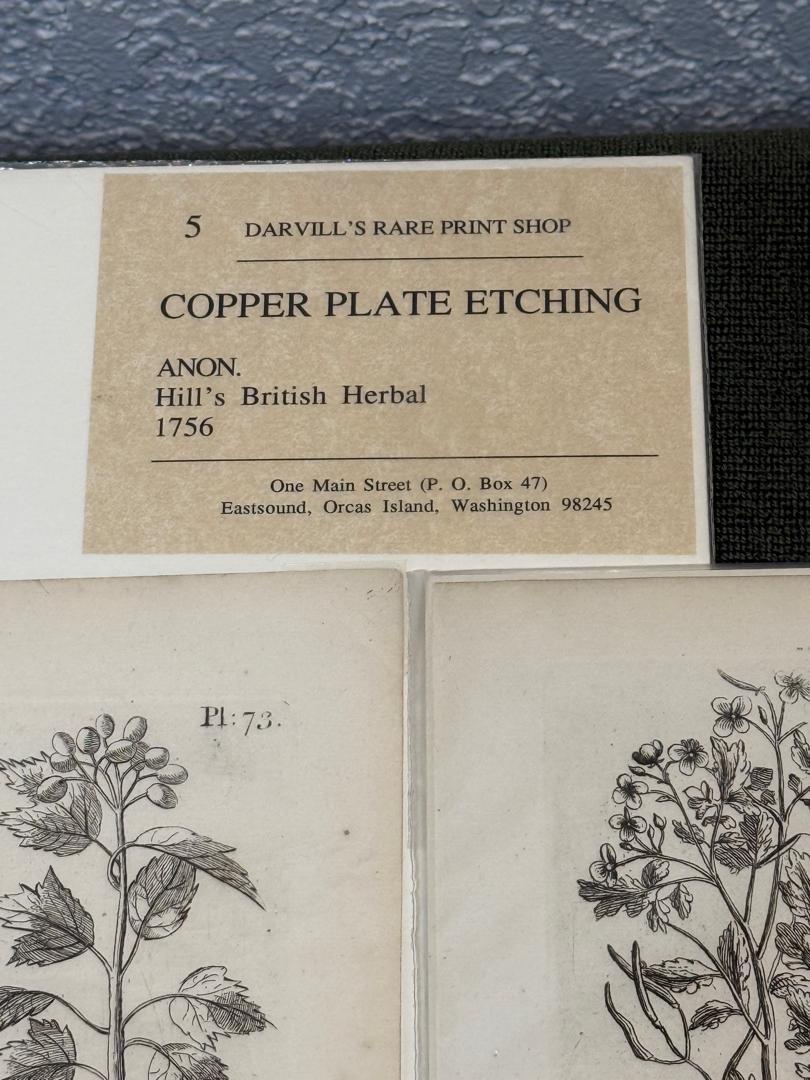 5 DARVILL'S RARE PRINT SHOP
COPPER PLATE ETCHING
ANON.
Hill's British Herbal
1756
One Main Street (P. O. Box 47)
Eastsound, Orcas Island, Washington 98245
Pl: 73.